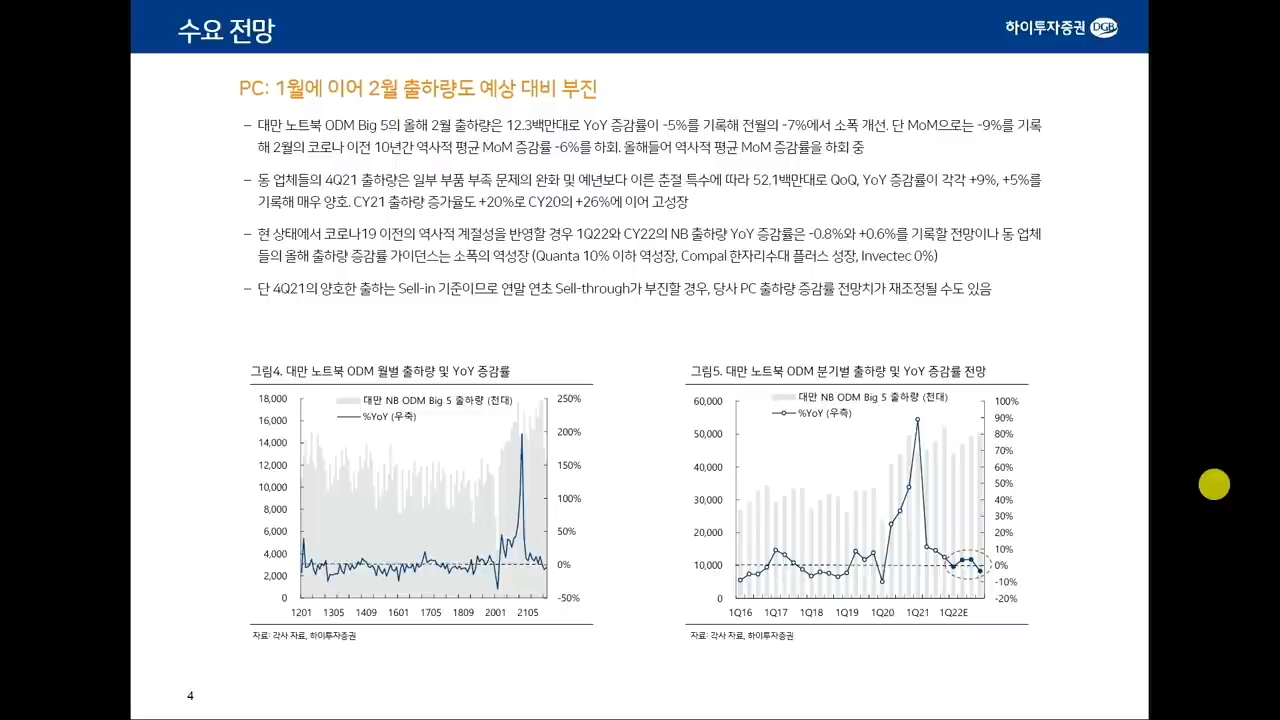 수요 전망
하이투자증권 DGB
PC: 1월에 이어 2월 출하량도 예상 대비 부진
– 대만 노트북 ODM Big 5의 올해 2월 출하량은 12.3백만대로 YoY 증감률이 -5%를 기록해 전월의 -7%에서 소폭 개선. 단 MoM으로는 -9%를 기록
해 2월의 코로나 이전 10년간 역사적 평균 MoM 증감률 -6%를 하회. 올해들어 역사적 평균 MoM 증감률을 하회 중
– 동 업체들의 4Q21 출하량은 일부 부품 부족 문제의 완화 및 예년보다 이른 춘절 특수에 따라 52.1백만대로 QoQ, YoY 증감률이 각각 +9%, +5%를
기록해 매우 양호. CY21 출하량 증가율도 +20%로 CY20의 +26%에 이어 고성장
– 현 상태에서 코로나19 이전의 역사적 계절성을 반영할 경우 1Q22와 CY22의 NB 출하량 YoY 증감률은 -0.8%와 +0.6%를 기록할 전망이나 동 업체
들의 올해 출하량 증감률 가이던스는 소폭의 역성장 (Quanta 10% 이하 역성장, Compal 한자리수대 플러스 성장, Invectec 0%)
– 단 4Q21의 양호한 출하는 Sell-in 기준이므로 연말 연초 Sell-through가 부진할 경우, 당사 PC 출하량 증감률 전망치가 재조정될 수도 있음
그림4. 대만 노트북 ODM 월별 출하량 및 YoY 증감률
대만 NB ODM Big 5 출하량 (천대)
%YoY (우축)
18,000
16,000
14,000
12,000
10,000
8,000
6,000
4,000
2,000
0
250%
200%
150%
100%
50%
0%
-50%
1201 1305 1409 1601 1705 1809 2001 2105
자료: 각사 자료, 하이투자증권
그림5. 대만 노트북 ODM 분기별 출하량 및 YoY 증감률 전망
대만 NB ODM Big 5 출하량 (천대)
%YoY (우측)
60,000
50,000
40,000
30,000
20,000
10,000
0
100%
90%
80%
70%
60%
50%
40%
30%
20%
10%
0%
-10%
-20%
1Q16 1Q17 1Q18 1Q19 1Q20 1Q21 1Q22E
자료: 각사 자료, 하이투자증권
4